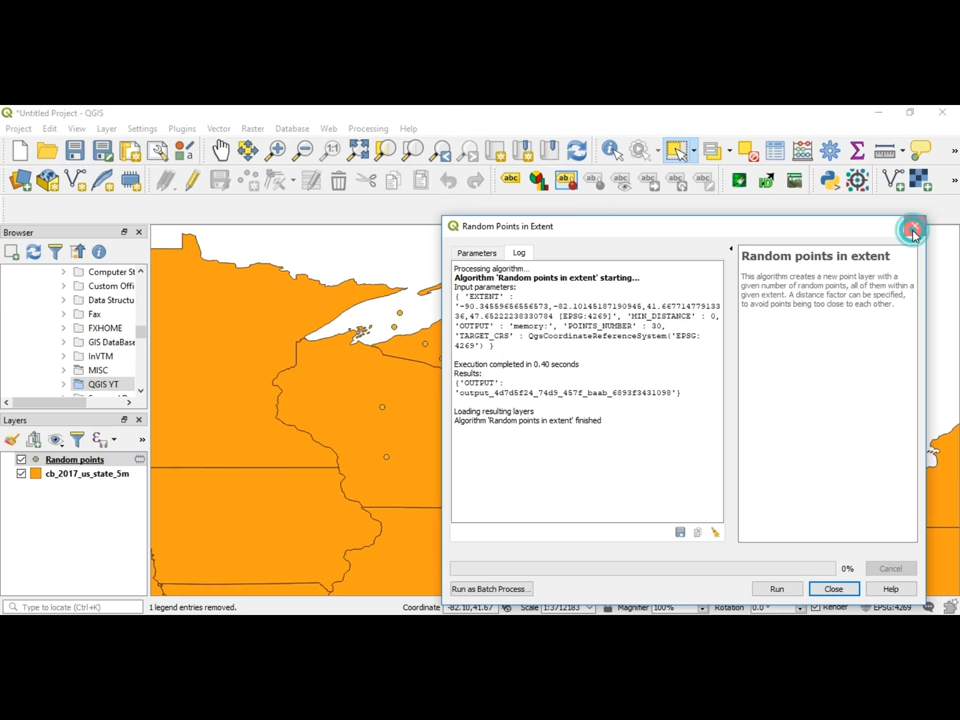 *Untitled Project - QGIS
Project Edit View Layer Settings Plugins Vector Raster Database Web Processing Help
Browser
Computer St
Custom Offi
Data Structu
Fax
FXHOME
GIS DataBase
InVTM
MISC
QGIS YT
Layers
Random points
cb_2017_us_state_5m
Random Points in Extent
Parameters Log
Processing algorithm...
Algorithm 'Random points in extent' starting...
Input parameters:
{ 'EXTENT' :
'-90.34559656556573,-82.10145187190945,41.667714779133
36,47.65222238330784 [EPSG:4269]', 'MIN_DISTANCE' : 0,
'OUTPUT' : 'memory:', 'POINTS_NUMBER' : 30,
'TARGET_CRS' : QgsCoordinateReferenceSystem('EPSG:
4269') }
Execution completed in 0.40 seconds
Results:
{'OUTPUT':
'output_4d7d5f24_74d9_457f_baab_6893f3431098'}
Loading resulting layers
Algorithm 'Random points in extent' finished
Random points in extent
This algorithm creates a new point layer with a
given number of random points, all of them within a
given extent. A distance factor can be specified,
to avoid points being too close to each other.
0% Cancel
Run as Batch Process... Run Close Help
Type to locate (Ctrl+K) 1 legend entries removed. Coordinate -82.10,41.67 Scale 1:3712183 Magnifier 100% Rotation 0.0 ° Render EPSG:4269